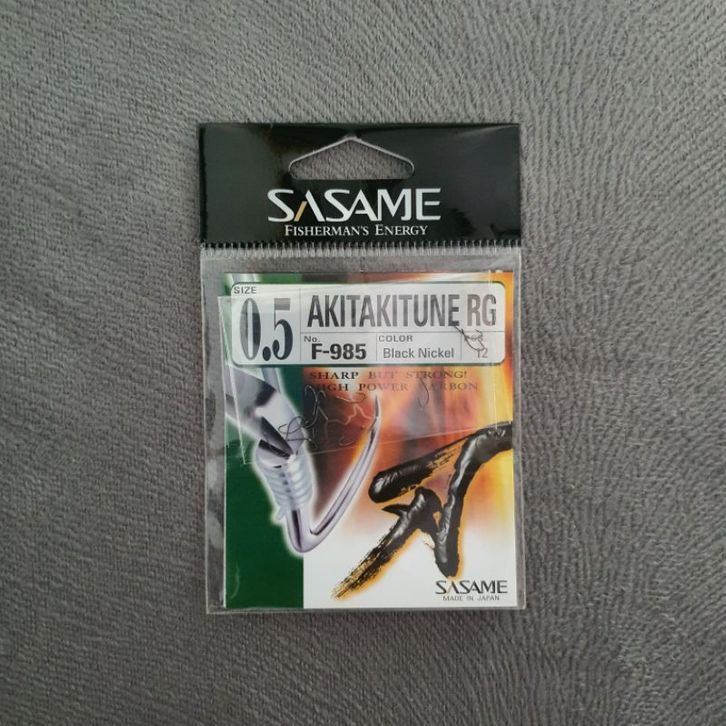 SASAME
FISHERMAN'S ENERGY
SIZE
0.5
AKITAKITUNE RG
No. COLOR PCS.
F-985 Black Nickel 12
SHARP BUT STRONG!
HIGH POWER CARBON
SASAME
MADE IN JAPAN